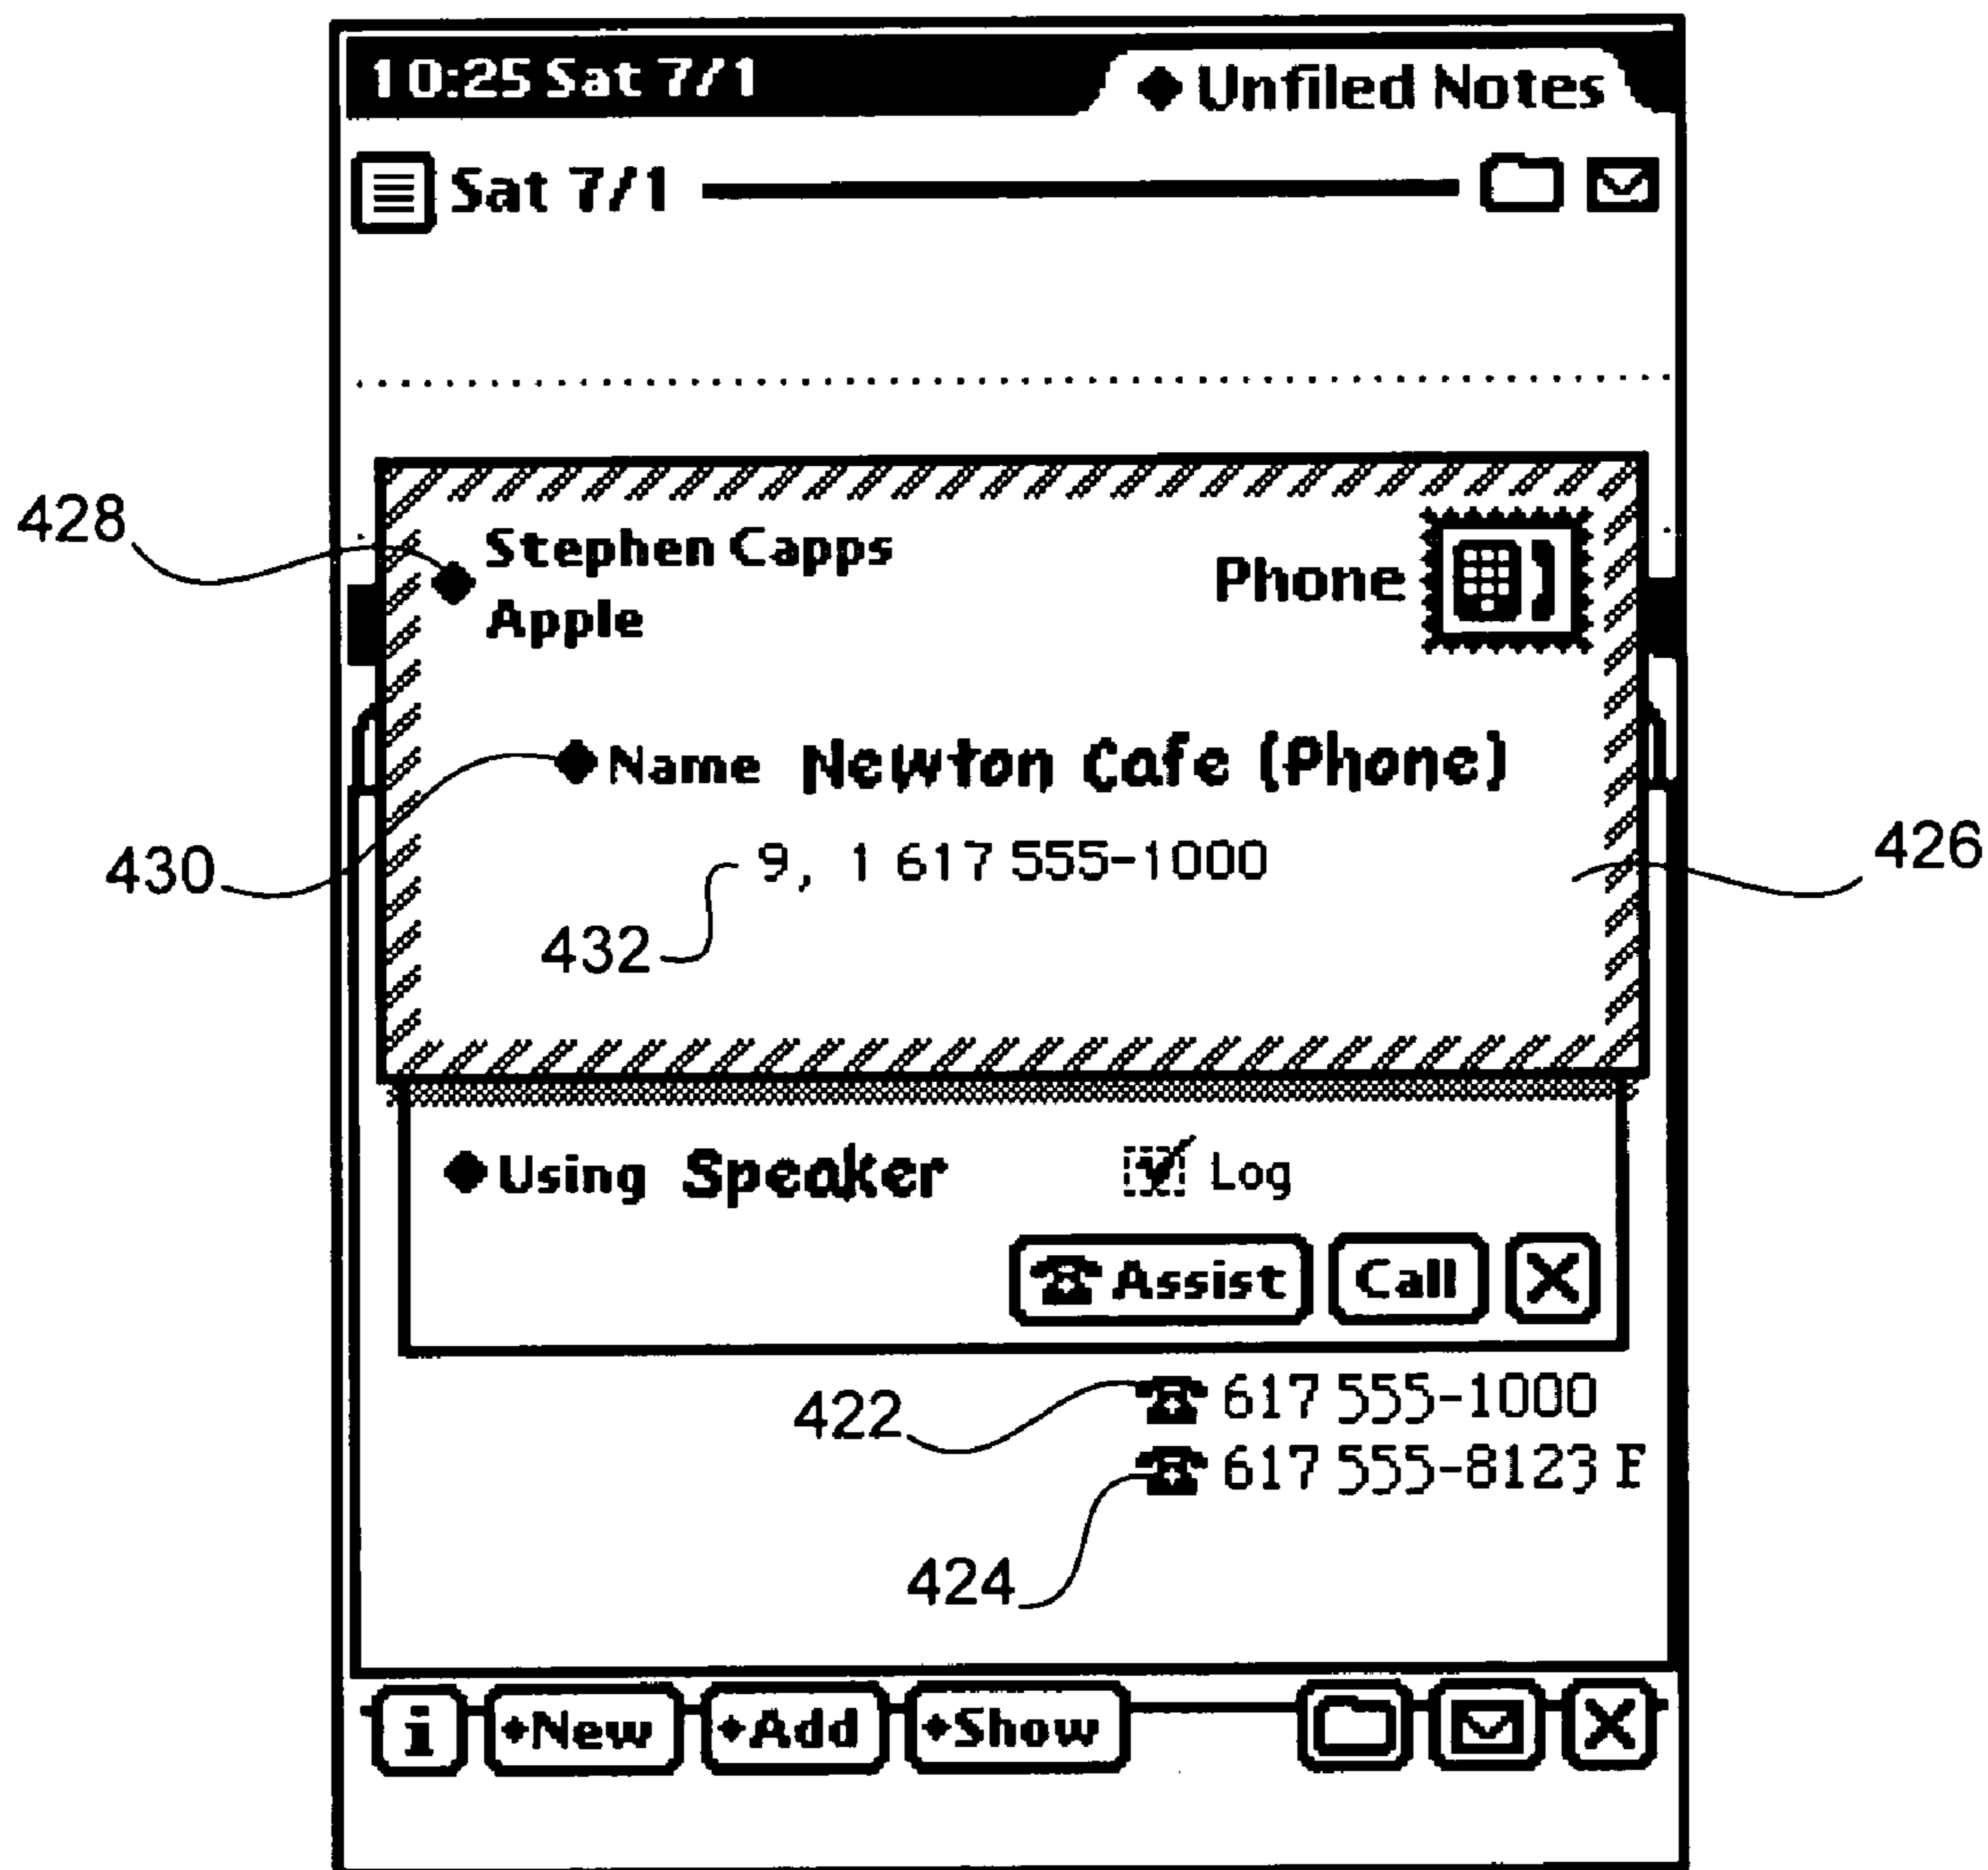 10:25 Sat 7/1
◆Unfiled Notes
Sat 7/1
428
Stephen Capps
Apple
Phone
◆Name Newton Cafe (Phone)
430
9, 1 617 555-1000
426
432
◆Using Speaker
Log
Assist
Call
422
617 555-1000
617 555-8123 F
424
i
◆New
◆Add
◆Show